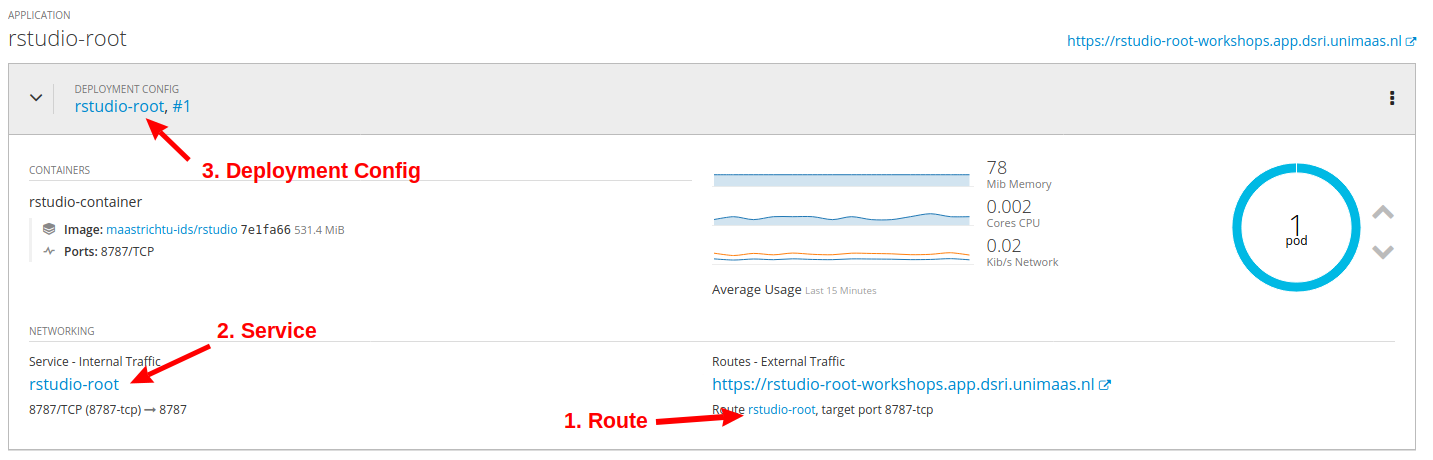 APPLICATION
rstudio-root
https://rstudio-root-workshops.app.dsri.unimaas.nl
DEPLOYMENT CONFIG
rstudio-root, #1
3. Deployment Config
CONTAINERS
rstudio-container
Image: maastrichtu-ids/rstudio 7e1fa66 531.4 MiB
Ports: 8787/TCP
78
Mib Memory
0.002
Cores CPU
0.02
Kib/s Network
Average Usage Last 15 Minutes
1
pod
NETWORKING
2. Service
Service - Internal Traffic
rstudio-root
8787/TCP (8787-tcp) → 8787
Routes - External Traffic
https://rstudio-root-workshops.app.dsri.unimaas.nl
Route rstudio-root, target port 8787-tcp
1. Route